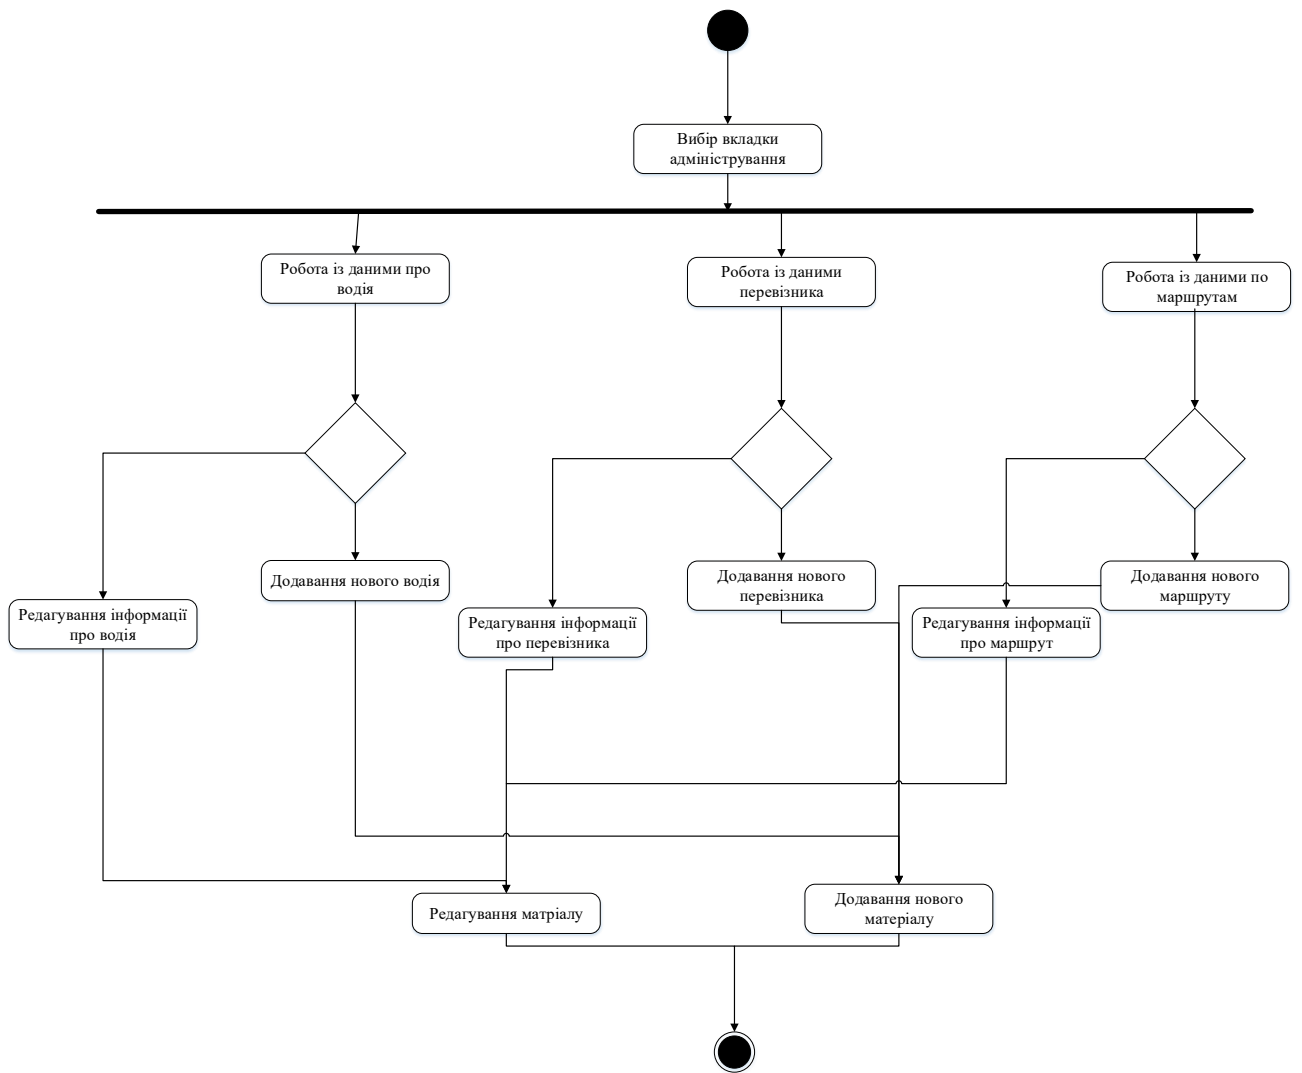 Вибір вкладки
адміністрування
Робота із даними про
водія
Робота із даними
перевізника
Робота із даними по
маршрутам
Додавання нового водія
Додавання нового
перевізника
Додавання нового
маршруту
Редагування інформації
про водія
Редагування інформації
про перевізника
Редагування інформації
про маршрут
Редагування матріалу
Додавання нового
матеріалу